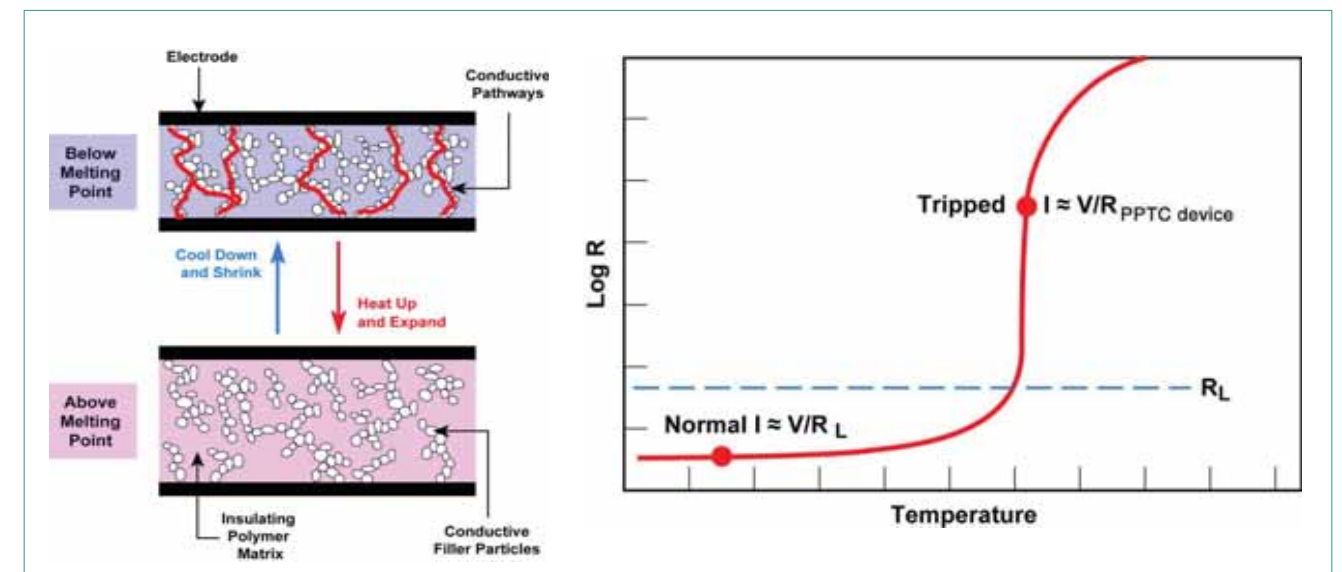 Electrode
Conductive
Pathways
Below
Melting
Point
Cool Down
and Shrink
Heat Up
and Expand
Above
Melting
Point
Insulating
Polymer
Matrix
Conductive
Filler Particles
Log R
Tripped
I ≈ V/R PPTC device
RL
Normal I ≈ V/R L
Temperature